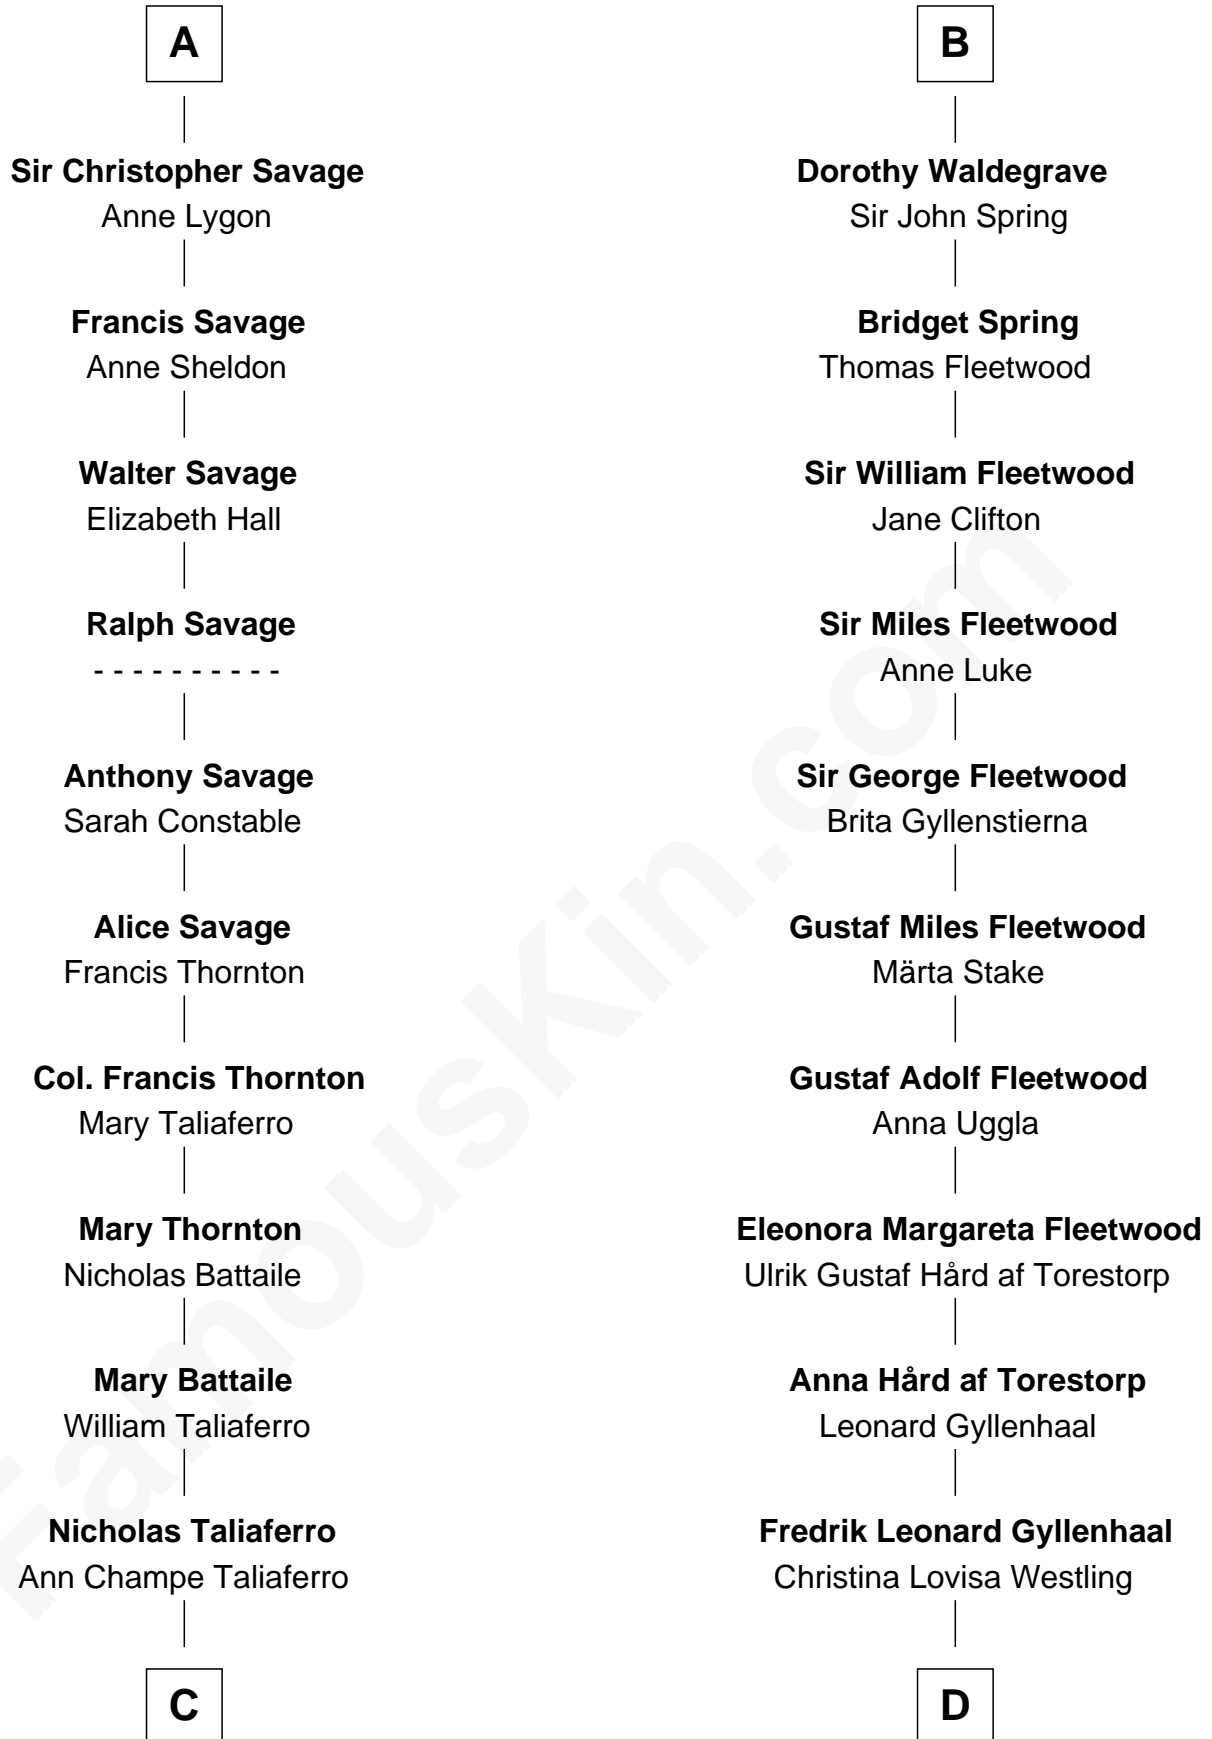 A
Sir Christopher Savage
Anne Lygon
Francis Savage
Anne Sheldon
Walter Savage
Elizabeth Hall
Ralph Savage
- - - - - - - - - -
Anthony Savage
Sarah Constable
Alice Savage
Francis Thornton
Col. Francis Thornton
Mary Taliaferro
Mary Thornton
Nicholas Battaile
Mary Battaile
William Taliaferro
Nicholas Taliaferro
Ann Champe Taliaferro
C
B
Dorothy Waldegrave
Sir John Spring
Bridget Spring
Thomas Fleetwood
Sir William Fleetwood
Jane Clifton
Sir Miles Fleetwood
Anne Luke
Sir George Fleetwood
Brita Gyllenstierna
Gustaf Miles Fleetwood
Märta Stake
Gustaf Adolf Fleetwood
Anna Uggla
Eleonora Margareta Fleetwood
Ulrik Gustaf Hård af Torestorp
Anna Hård af Torestorp
Leonard Gyllenhaal
Fredrik Leonard Gyllenhaal
Christina Lovisa Westling
D
FamousKin.com